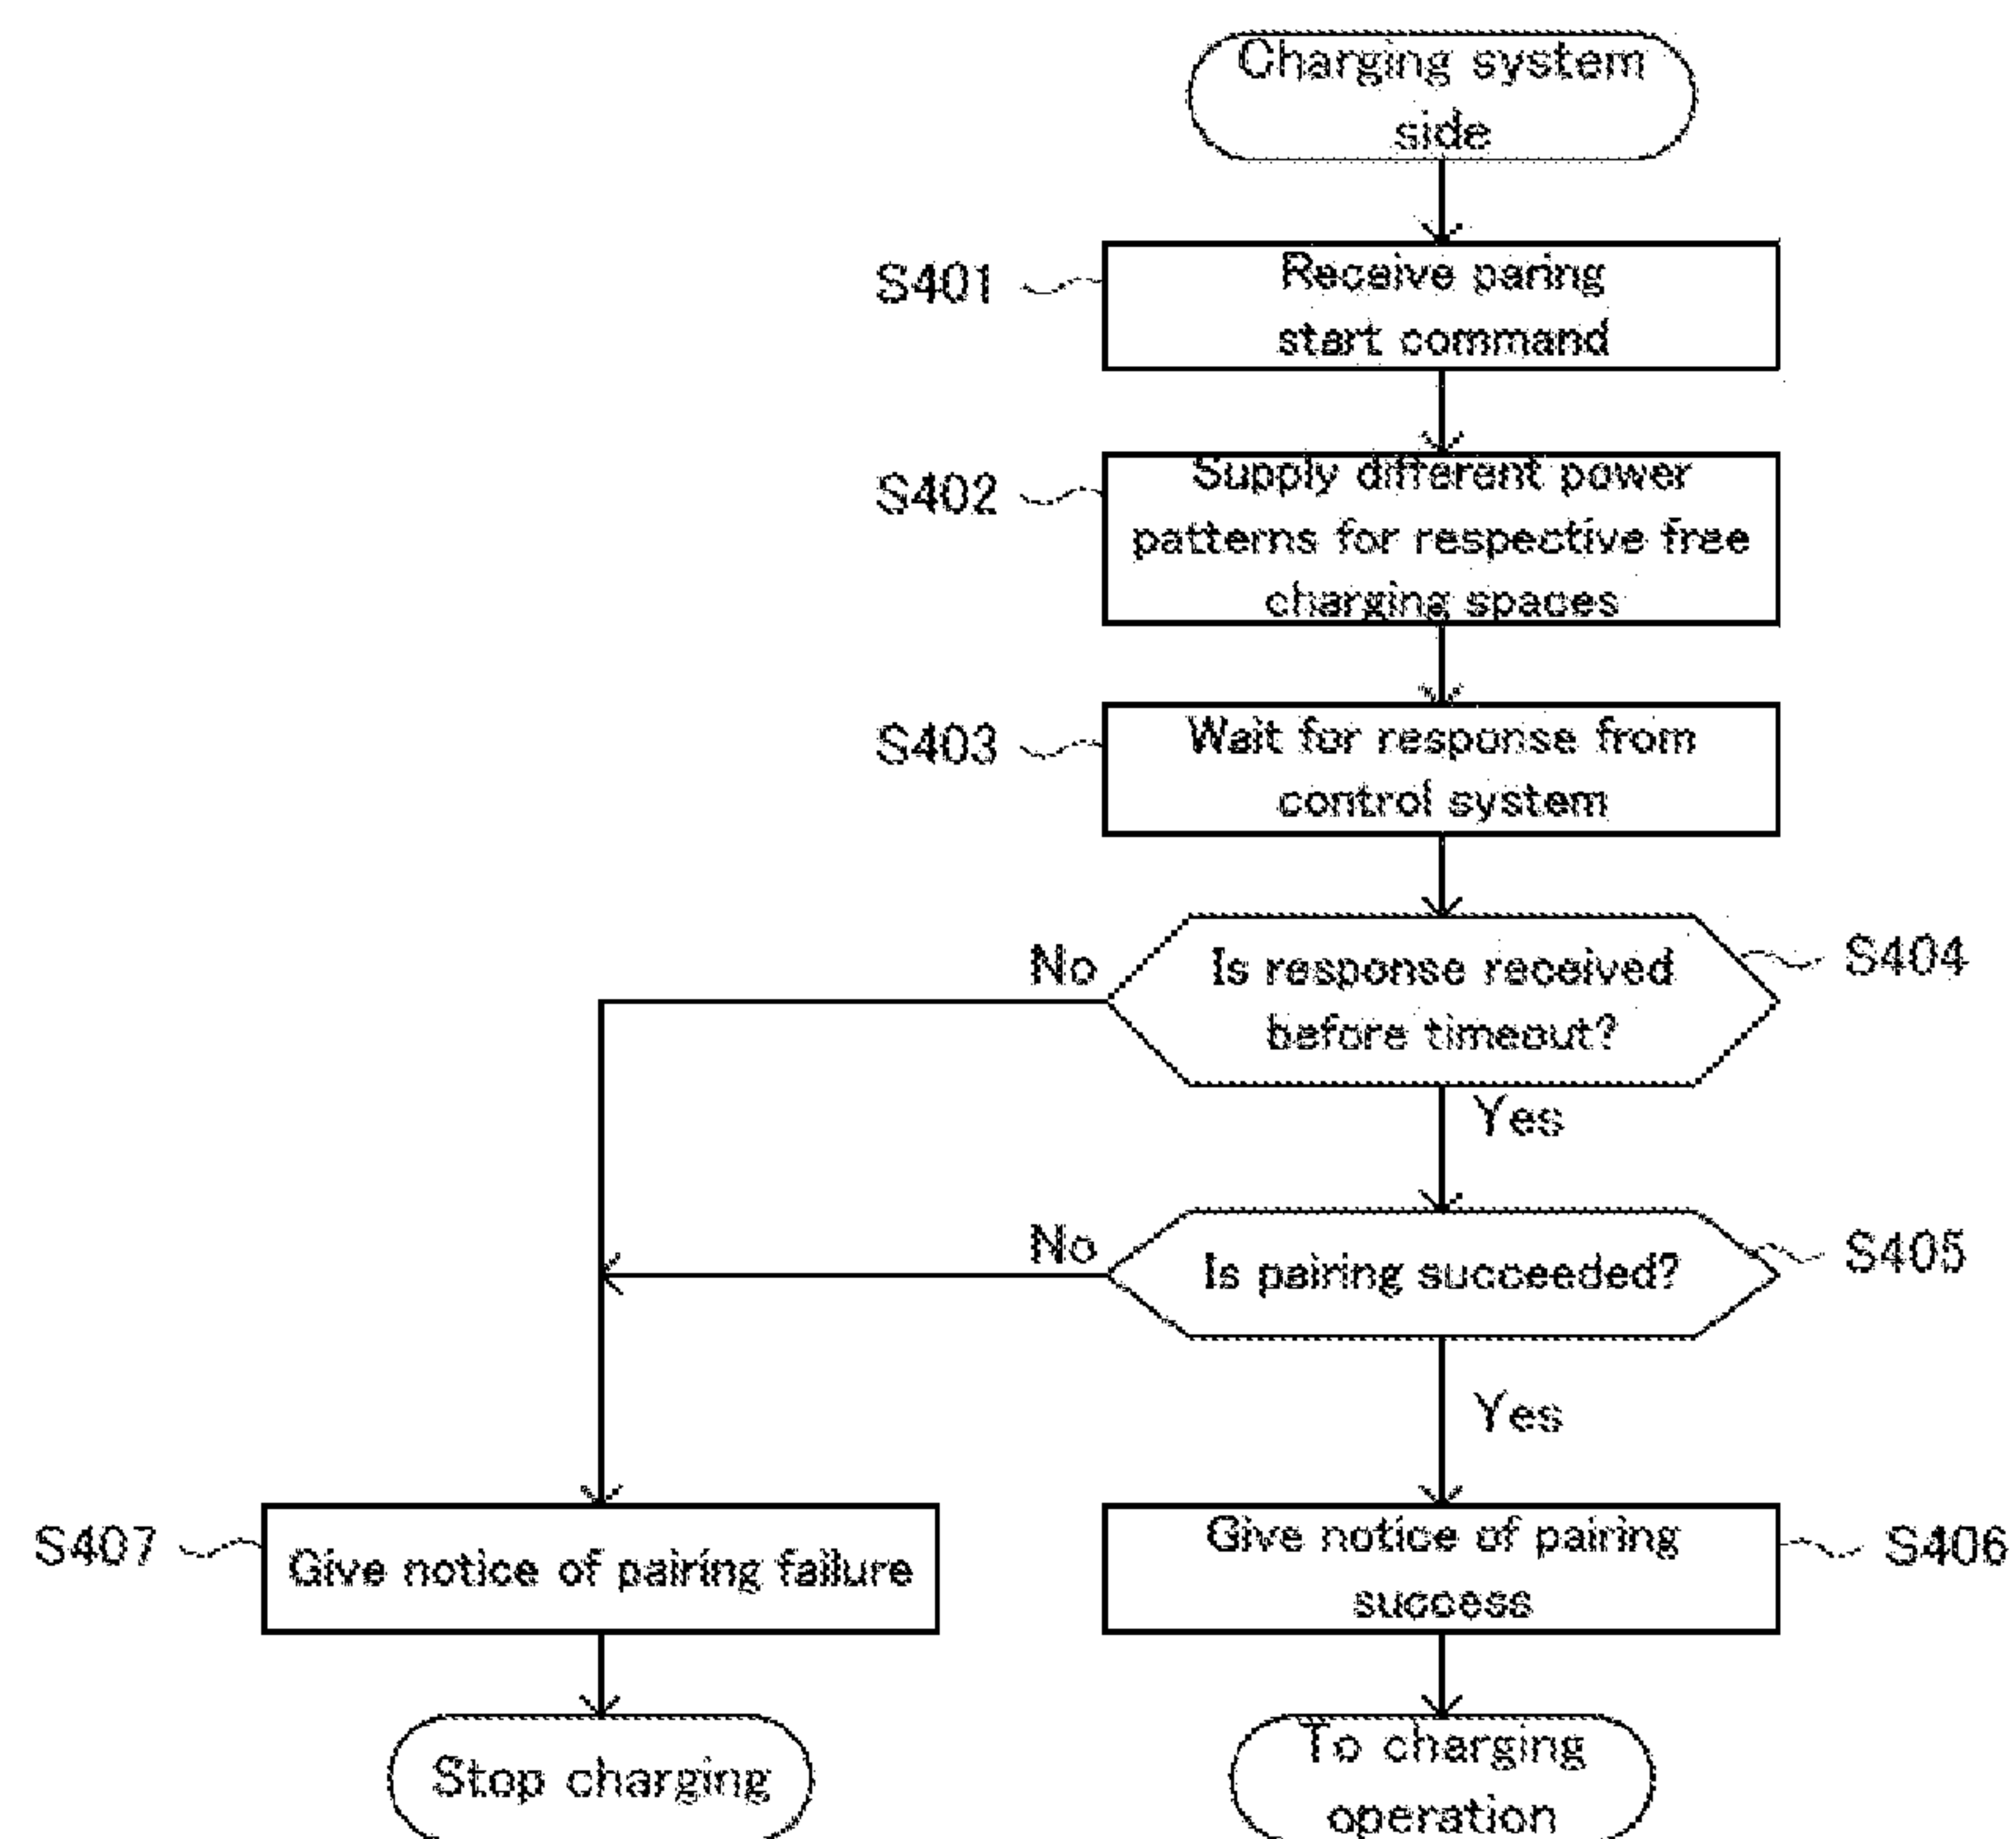 Charging system
side
S401
Receive paring
start command
S402
Supply different power
patterns for respective free
charging spaces
S403
Wait for response from
control system
No
Is response received
before timeout?
S404
Yes
No
Is pairing succeeded?
S405
Yes
S407
Give notice of pairing failure
Give notice of pairing
success
S406
Stop charging
To charging
operation